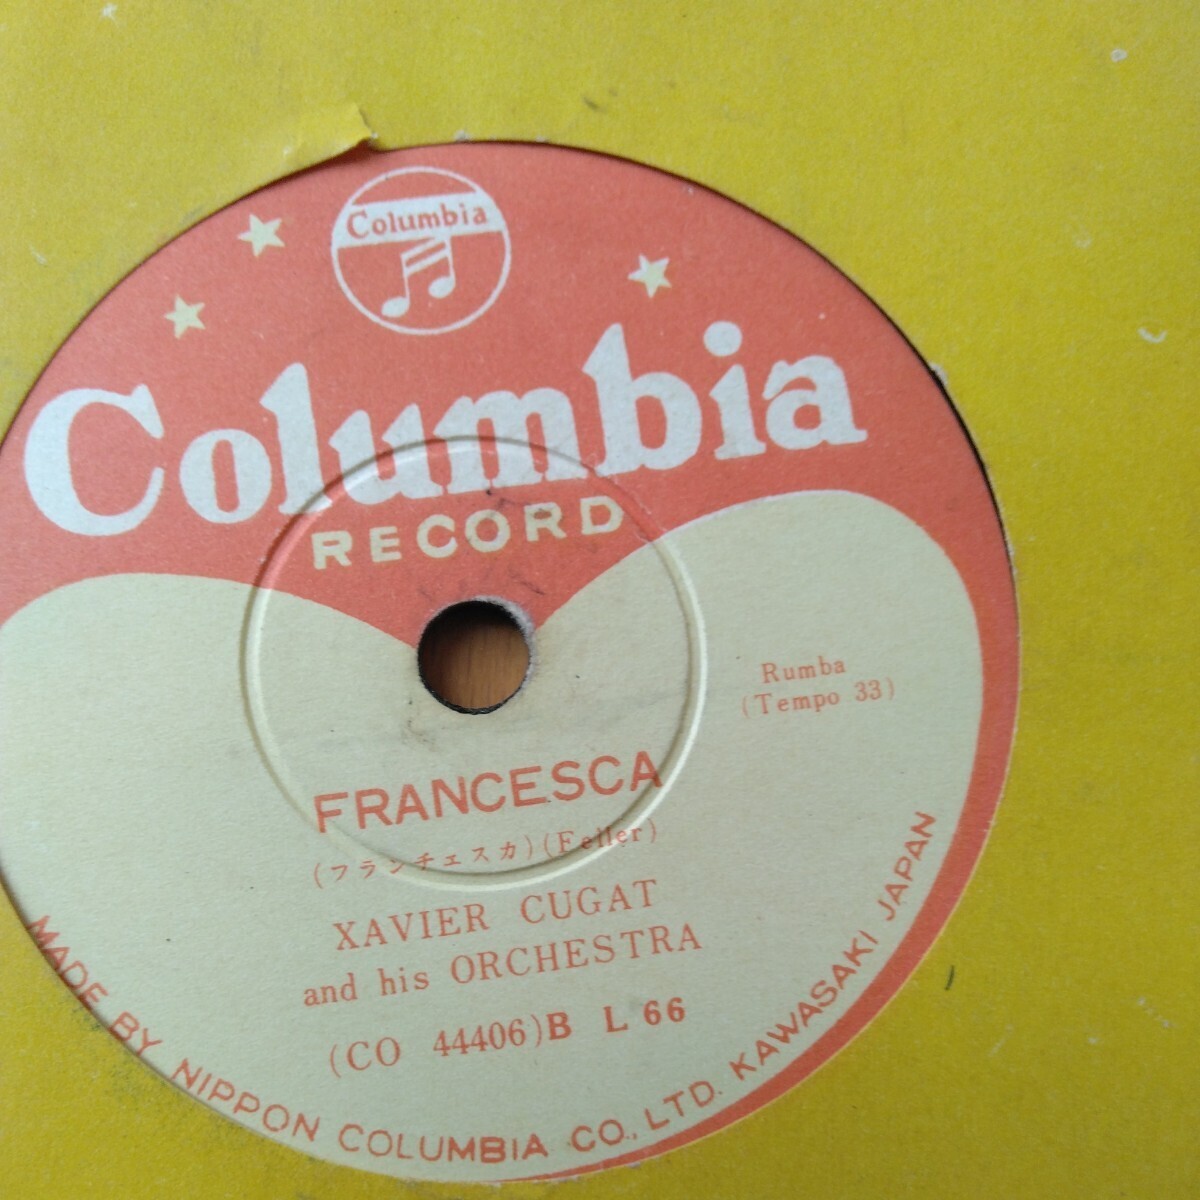 Columbia
Columbia
RECORD
Rumba
(Tempo 33)
FRANCESCA
(フランチェスカ)(Feller)
XAVIER CUGAT
and his ORCHESTRA
(CO 44406)B L 66
MADE BY NIPPON COLUMBIA CO., LTD. KAWASAKI JAPAN